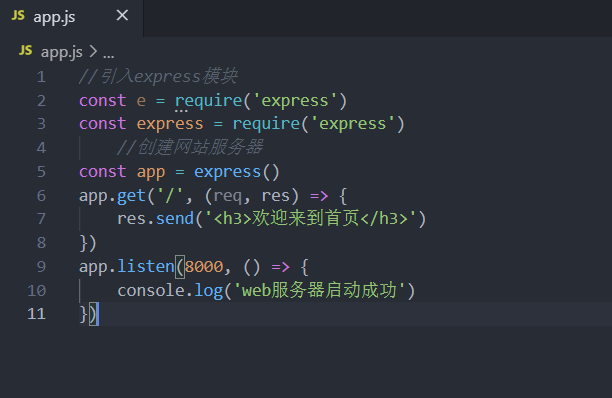 JS app.js ×
JS app.js > ...
1 //引入express模块
2 const e = require('express')
3 const express = require('express')
4 //创建网站服务器
5 const app = express()
6 app.get('/', (req, res) => {
7 res.send('<h3>欢迎来到首页</h3>')
8 })
9 app.listen(8000, () => {
10 console.log('web服务器启动成功')
11 })